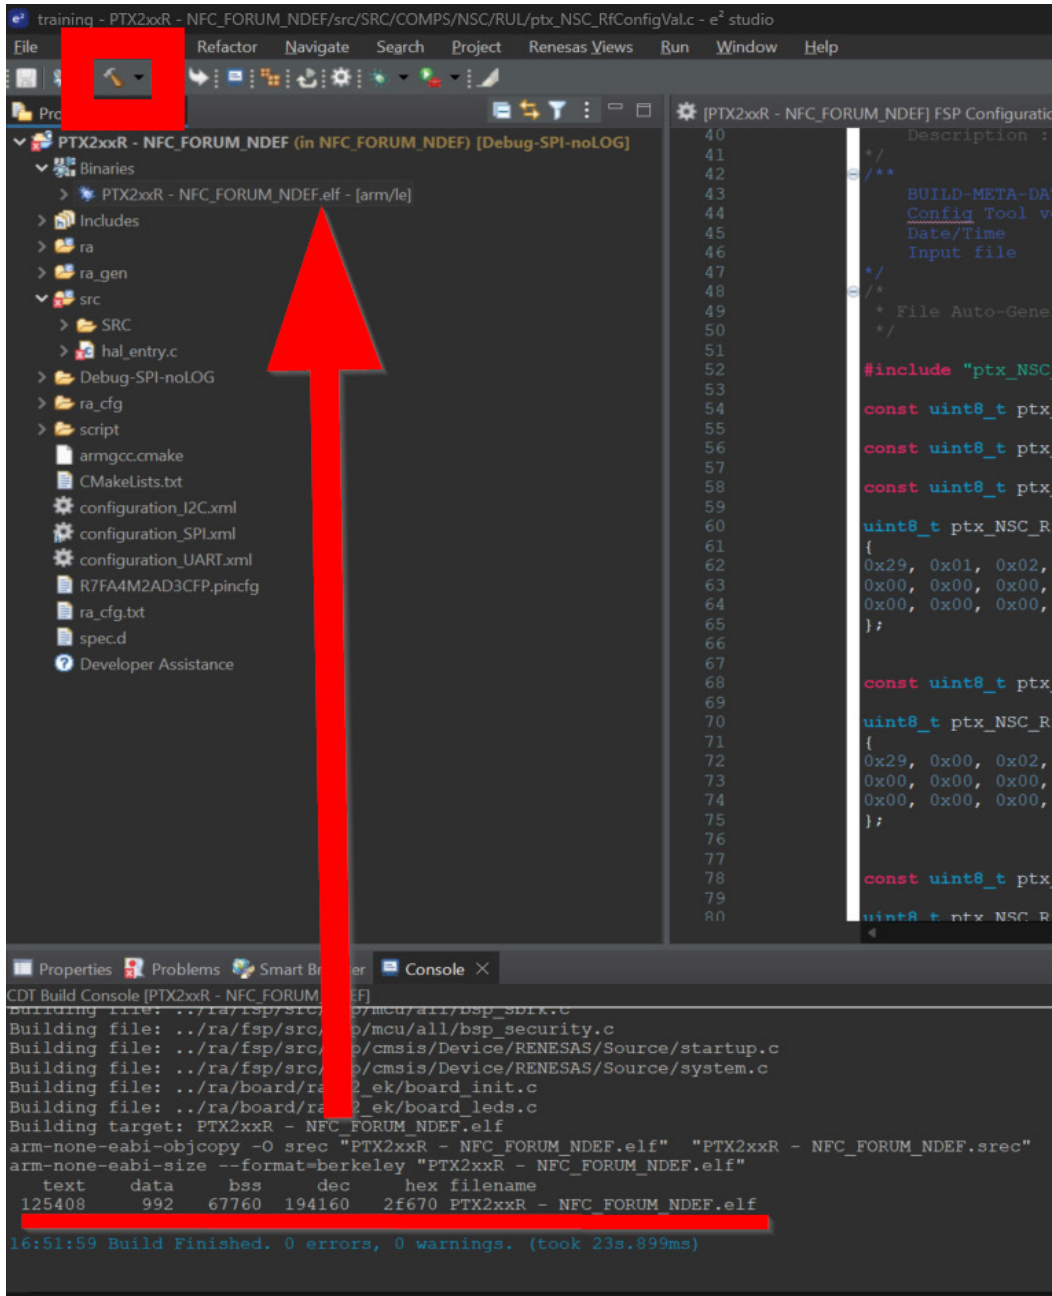 training - PTX2xxR - NFC_FORUM_NDEF/src/SRC/COMPS/NSC/RUL/ptx_NSC_RfConfigVal.c - e² studio
File Refactor Navigate Search Project Renesas Views Run Window Help
[PTX2xxR - NFC_FORUM_NDEF] FSP Configuratio
PTX2xxR - NFC_FORUM_NDEF (in NFC_FORUM_NDEF) [Debug-SPI-noLOG]
Binaries
PTX2xxR - NFC_FORUM_NDEF.elf - [arm/le]
Includes
ra
ra_gen
src
SRC
hal_entry.c
Debug-SPI-noLOG
ra_cfg
script
armgcc.cmake
CMakeLists.txt
configuration_I2C.xml
configuration_SPI.xml
configuration_UART.xml
R7FA4M2AD3CFP.pincfg
ra_cfg.txt
spec.d
Developer Assistance
40 Description :
41 */
42 /**
43 BUILD-META-DA
44 Config Tool v
45 Date/Time
46 Input file
47 */
48 /*
49 * File Auto-Gene
50 */
51
52 #include "ptx_NSC
53
54 const uint8_t ptx
55
56 const uint8_t ptx
57
58 const uint8_t ptx
59
60 uint8_t ptx_NSC_R
61 {
62 0x29, 0x01, 0x02,
63 0x00, 0x00, 0x00,
64 0x00, 0x00, 0x00,
65 };
66
67
68 const uint8_t ptx
69
70 uint8_t ptx_NSC_R
71 {
72 0x29, 0x00, 0x02,
73 0x00, 0x00, 0x00,
74 0x00, 0x00, 0x00,
75 };
76
77
78 const uint8_t ptx
79
80 uint8_t ptx_NSC_R
Properties Problems Smart Console
CDT Build Console [PTX2xxR - NFC_FORUM_ EF]
Building file: ../ra/fsp/src/ p/mcu/all/bsp_sbrk.c
Building file: ../ra/fsp/src/ p/mcu/all/bsp_security.c
Building file: ../ra/fsp/src/ p/cmsis/Device/RENESAS/Source/startup.c
Building file: ../ra/fsp/src/ p/cmsis/Device/RENESAS/Source/system.c
Building file: ../ra/board/ra 2_ek/board_init.c
Building file: ../ra/board/ra 2_ek/board_leds.c
Building target: PTX2xxR - NFC_FORUM_NDEF.elf
arm-none-eabi-objcopy -O srec "PTX2xxR - NFC_FORUM_NDEF.elf" "PTX2xxR - NFC_FORUM_NDEF.srec"
arm-none-eabi-size --format=berkeley "PTX2xxR - NFC_FORUM_NDEF.elf"
text data bss dec hex filename
125408 992 67760 194160 2f670 PTX2xxR - NFC_FORUM_NDEF.elf
16:51:59 Build Finished. 0 errors, 0 warnings. (took 23s.899ms)